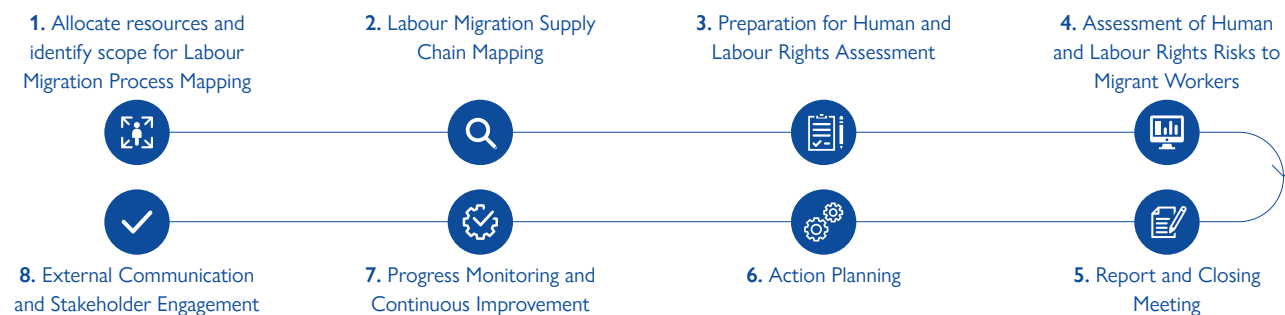 1. Allocate resources and
identify scope for Labour
Migration Process Mapping
2. Labour Migration Supply
Chain Mapping
3. Preparation for Human and
Labour Rights Assessment
4. Assessment of Human
and Labour Rights Risks to
Migrant Workers
8. External Communication
and Stakeholder Engagement
7. Progress Monitoring and
Continuous Improvement
6. Action Planning
5. Report and Closing
Meeting